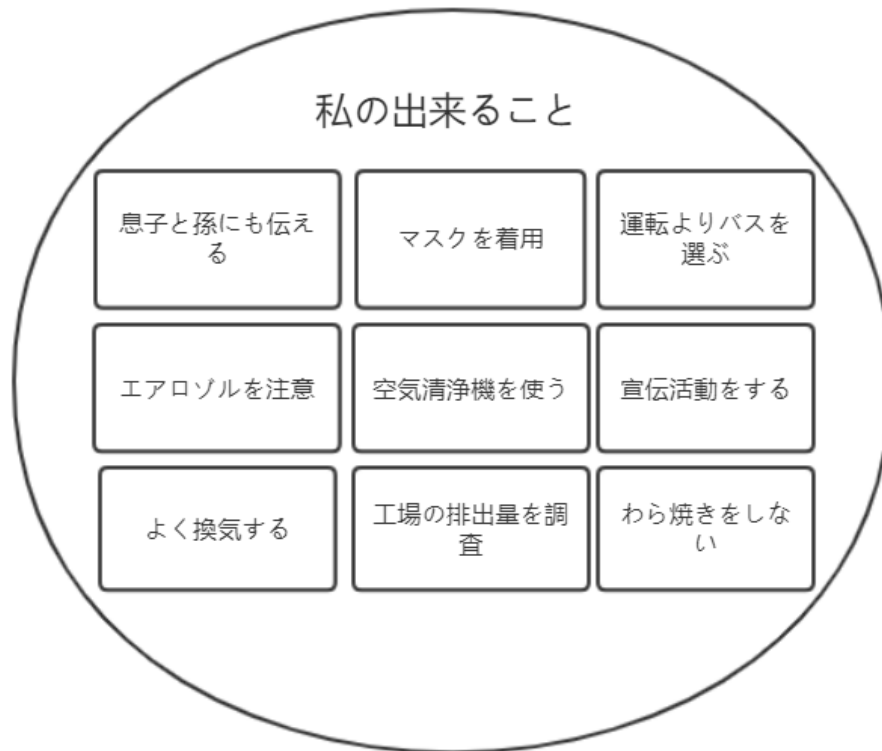 私の出来ること
息子と孫にも伝え
る
マスクを着用
運転よりバスを
選ぶ
エアロゾルを注意
空気清浄機を使う
宣伝活動をする
よく換気する
工場の排出量を調
査
わら焼きをしな
い